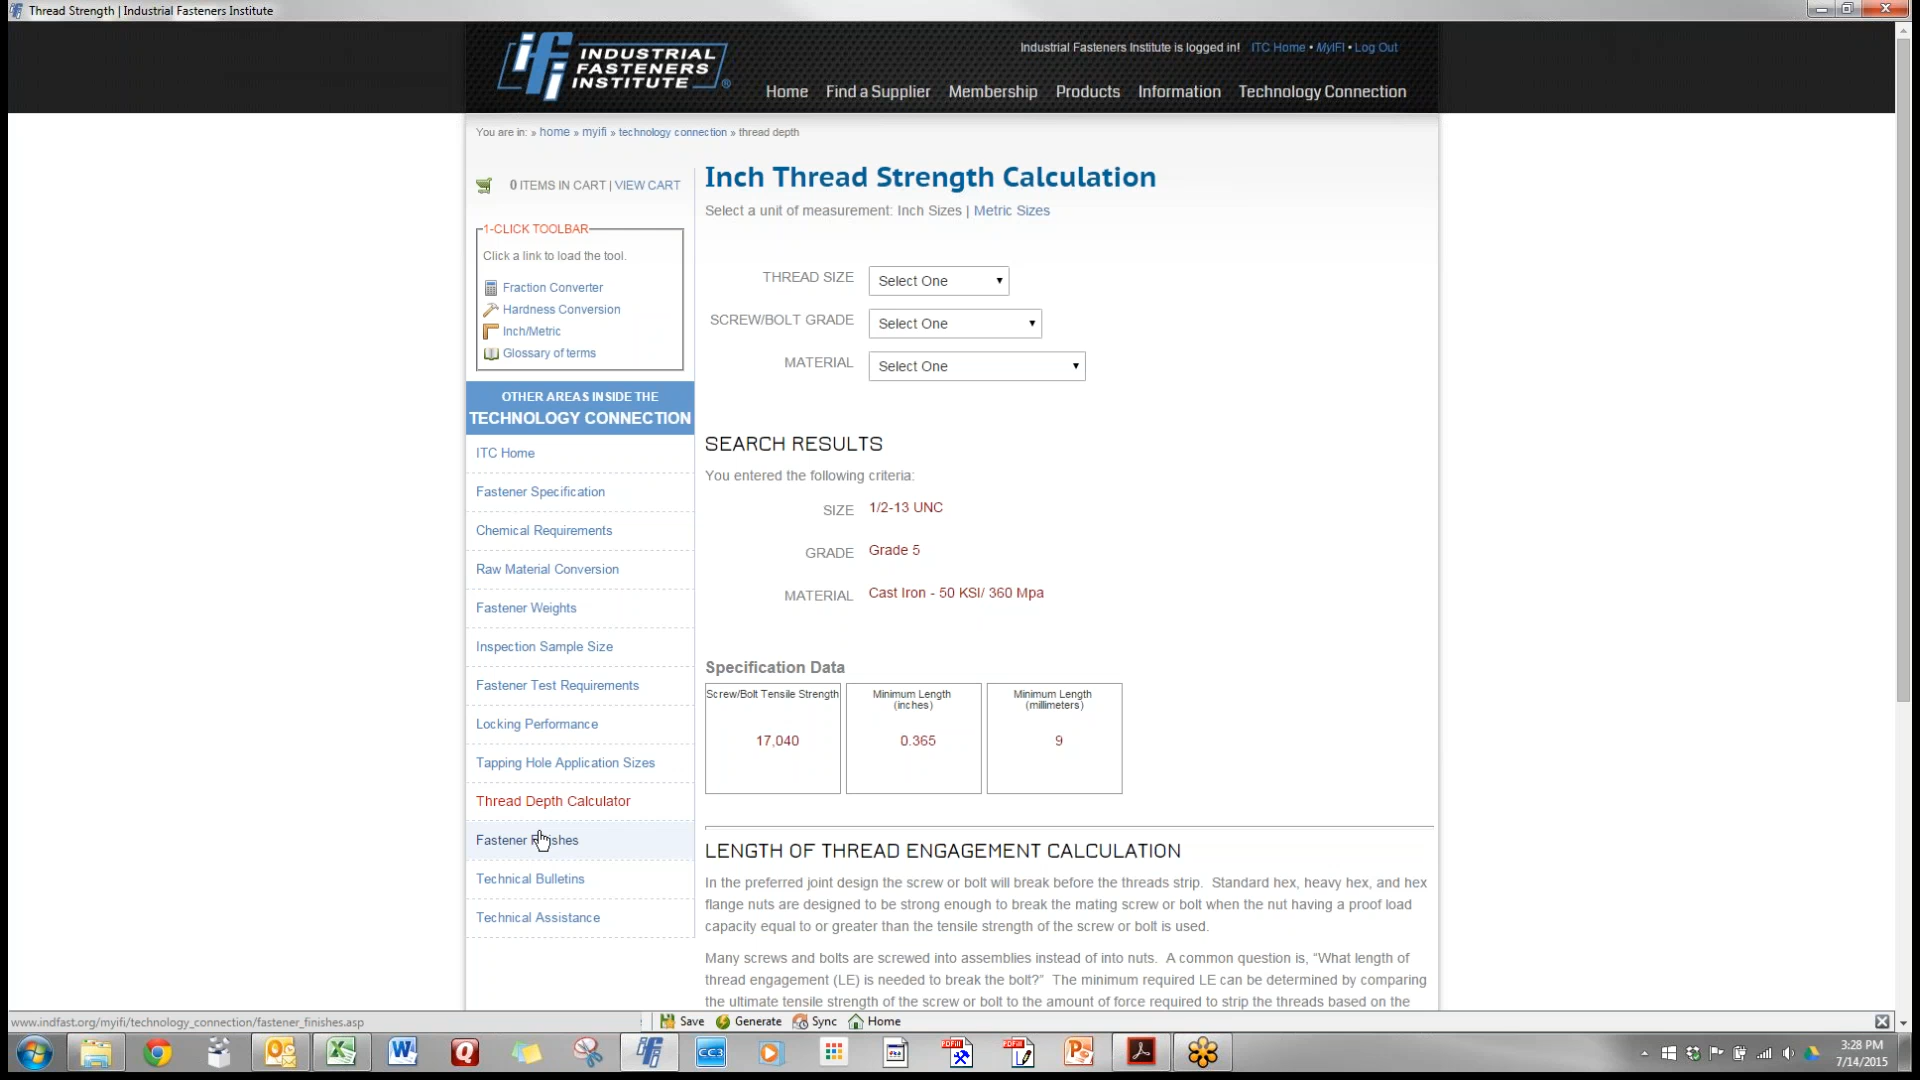 Thread Strength | Industrial Fasteners Institute
ifi INDUSTRIAL
FASTENERS
INSTITUTE®
Industrial Fasteners Institute is logged in! ITC Home • MyIFI • Log Out
Home Find a Supplier Membership Products Information Technology Connection
You are in: » home » myifi » technology connection » thread depth
0 ITEMS IN CART | VIEW CART
1-CLICK TOOLBAR
Click a link to load the tool.
Fraction Converter
Hardness Conversion
Inch/Metric
Glossary of terms
OTHER AREAS INSIDE THE
TECHNOLOGY CONNECTION
ITC Home
Fastener Specification
Chemical Requirements
Raw Material Conversion
Fastener Weights
Inspection Sample Size
Fastener Test Requirements
Locking Performance
Tapping Hole Application Sizes
Thread Depth Calculator
Fastener Finishes
Technical Bulletins
Technical Assistance
Inch Thread Strength Calculation
Select a unit of measurement: Inch Sizes | Metric Sizes
THREAD SIZE Select One
SCREW/BOLT GRADE Select One
MATERIAL Select One
SEARCH RESULTS
You entered the following criteria:
SIZE 1/2-13 UNC
GRADE Grade 5
MATERIAL Cast Iron - 50 KSI/ 360 Mpa
Specification Data
Screw/Bolt Tensile Strength
17,040
Minimum Length
(inches)
0.365
Minimum Length
(millimeters)
9
LENGTH OF THREAD ENGAGEMENT CALCULATION
In the preferred joint design the screw or bolt will break before the threads strip. Standard hex, heavy hex, and hex
flange nuts are designed to be strong enough to break the mating screw or bolt when the nut having a proof load
capacity equal to or greater than the tensile strength of the screw or bolt is used.
Many screws and bolts are screwed into assemblies instead of into nuts. A common question is, “What length of
thread engagement (LE) is needed to break the bolt?” The minimum required LE can be determined by comparing
the ultimate tensile strength of the screw or bolt to the amount of force required to strip the threads based on the
www.indfast.org/myifi/technology_connection/fastener_finishes.asp
Save Generate Sync Home
CC3
PDFill
PDFill
3:28 PM
7/14/2015